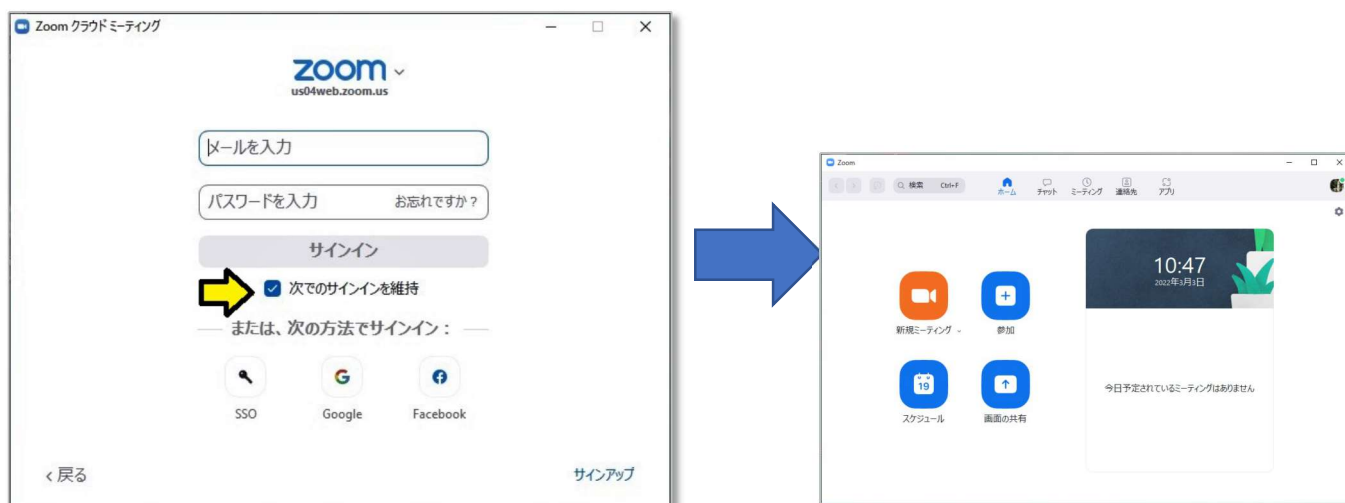 Zoom クラウド ミーティング
zoom
us04web.zoom.us
メールを入力
パスワードを入力 お忘れですか？
サインイン
次でのサインインを維持
または、次の方法でサインイン：
SSO Google Facebook
< 戻る サインアップ
Zoom
検索 Ctrl+F ホーム チャット ミーティング 連絡先 アプリ
10:47
2022年3月3日
新規ミーティング 参加
19
スケジュール 画面の共有
今日予定されているミーティングはありません